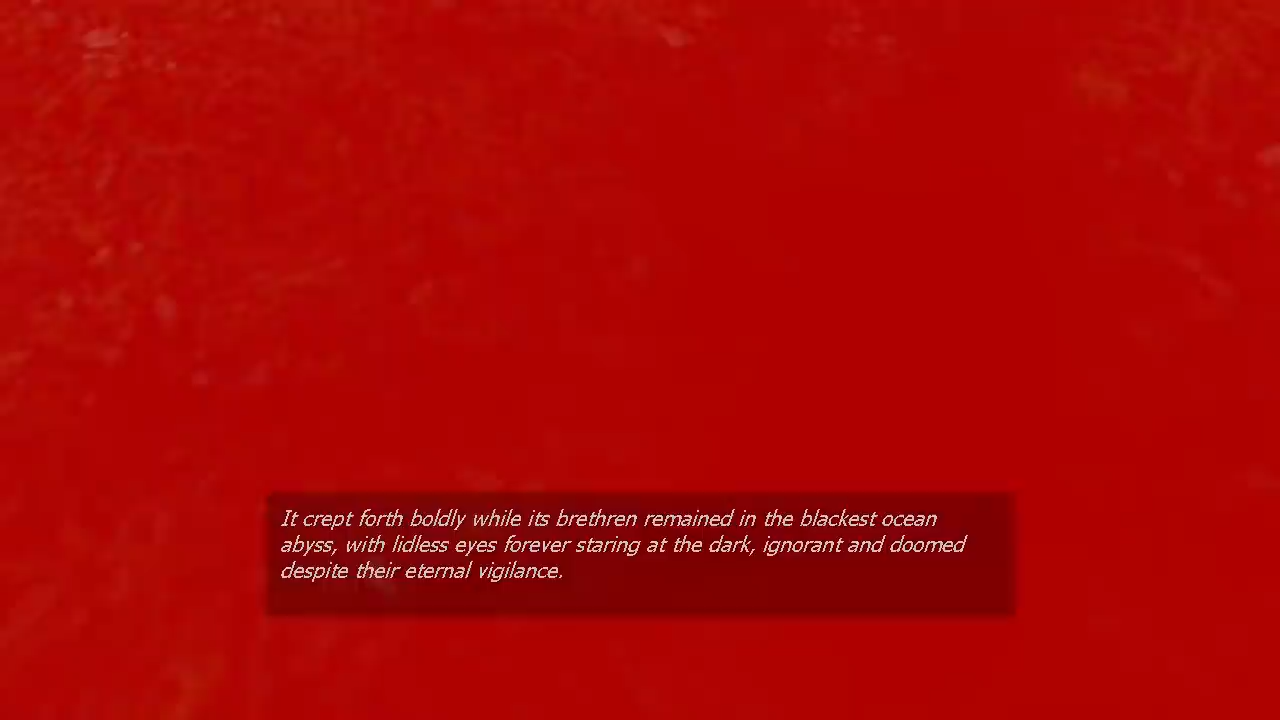 It crept forth boldly while its brethren remained in the blackest ocean
abyss, with lidless eyes forever staring at the dark, ignorant and doomed
despite their eternal vigilance.